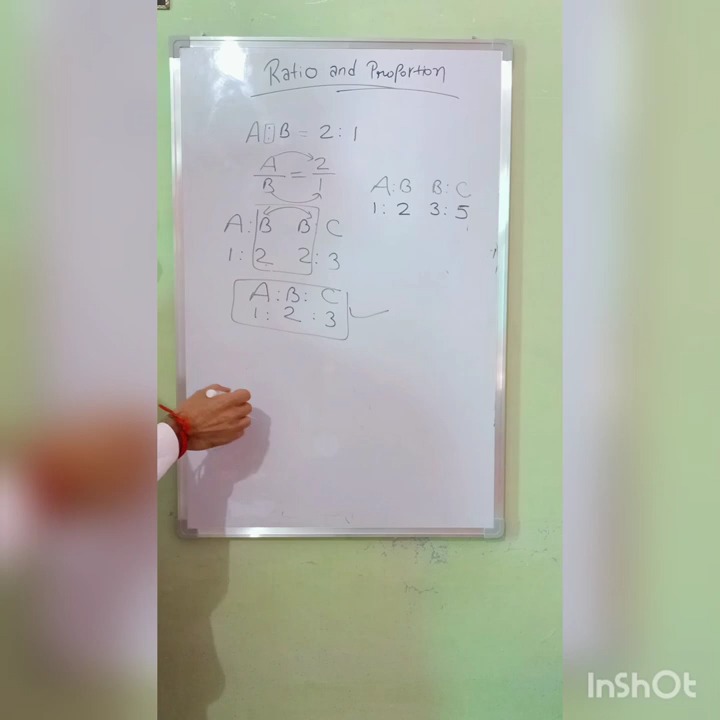 Ratio and Proportion
A : B = 2 : 1
A/B = 2/1
A : B B : C
1 : 2 2 : 3
A : B : C
1 : 2 : 3
A : B B : C
1 : 2 3 : 5
InShOt